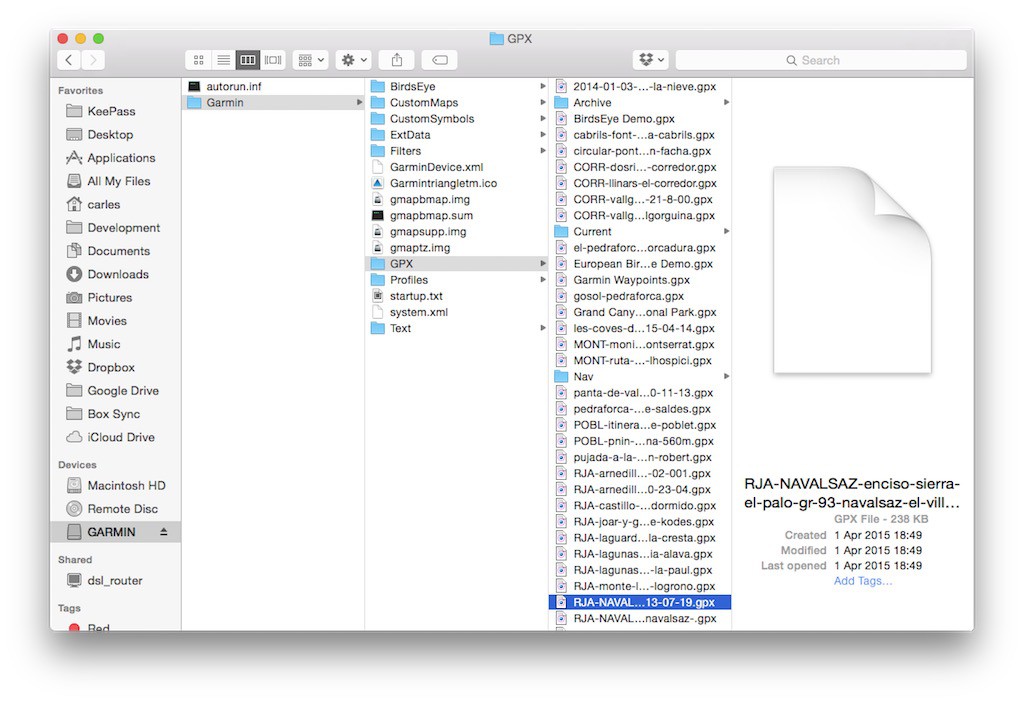 GPX
Search
Favorites
KeePass
Desktop
Applications
All My Files
carles
Development
Documents
Downloads
Pictures
Movies
Music
Dropbox
Google Drive
Box Sync
iCloud Drive
Devices
Macintosh HD
Remote Disc
GARMIN
Shared
dsl_router
Tags
Red
autorun.inf
Garmin
BirdsEye
CustomMaps
CustomSymbols
ExtData
Filters
GarminDevice.xml
Garmintriangletm.ico
gmapbmap.img
gmapbmap.sum
gmapsupp.img
gmaptz.img
GPX
Profiles
startup.txt
system.xml
Text
2014-01-03-...-la-nieve.gpx
Archive
BirdsEye Demo.gpx
cabrils-font-...a-cabrils.gpx
circular-pont...n-facha.gpx
CORR-dosri...-corredor.gpx
CORR-llinars-el-corredor.gpx
CORR-vallg...-21-8-00.gpx
CORR-vallg...lgorguina.gpx
Current
el-pedraforc...orcadura.gpx
European Bir...e Demo.gpx
Garmin Waypoints.gpx
gosol-pedraforca.gpx
Grand Cany...onal Park.gpx
les-coves-d...15-04-14.gpx
MONT-moni...ontserrat.gpx
MONT-ruta-...-lhospici.gpx
Nav
panta-de-val...0-11-13.gpx
pedraforca-...e-saldes.gpx
POBL-itinera...e-poblet.gpx
POBL-pnin-...na-560m.gpx
pujada-a-la-...n-robert.gpx
RJA-arnedill...-02-001.gpx
RJA-arnedill...0-23-04.gpx
RJA-castillo-...dormido.gpx
RJA-joar-y-g...e-kodes.gpx
RJA-laguard...la-cresta.gpx
RJA-lagunas...ia-alava.gpx
RJA-lagunas...-la-paul.gpx
RJA-monte-l...-logrono.gpx
RJA-NAVAL...13-07-19.gpx
RJA-NAVAL...navalsaz-.gpx
RJA-NAVALSAZ-enciso-sierra-
el-palo-gr-93-navalsaz-el-vill...
GPX File - 238 KB
Created 1 Apr 2015 18:49
Modified 1 Apr 2015 18:49
Last opened 1 Apr 2015 18:49
Add Tags...